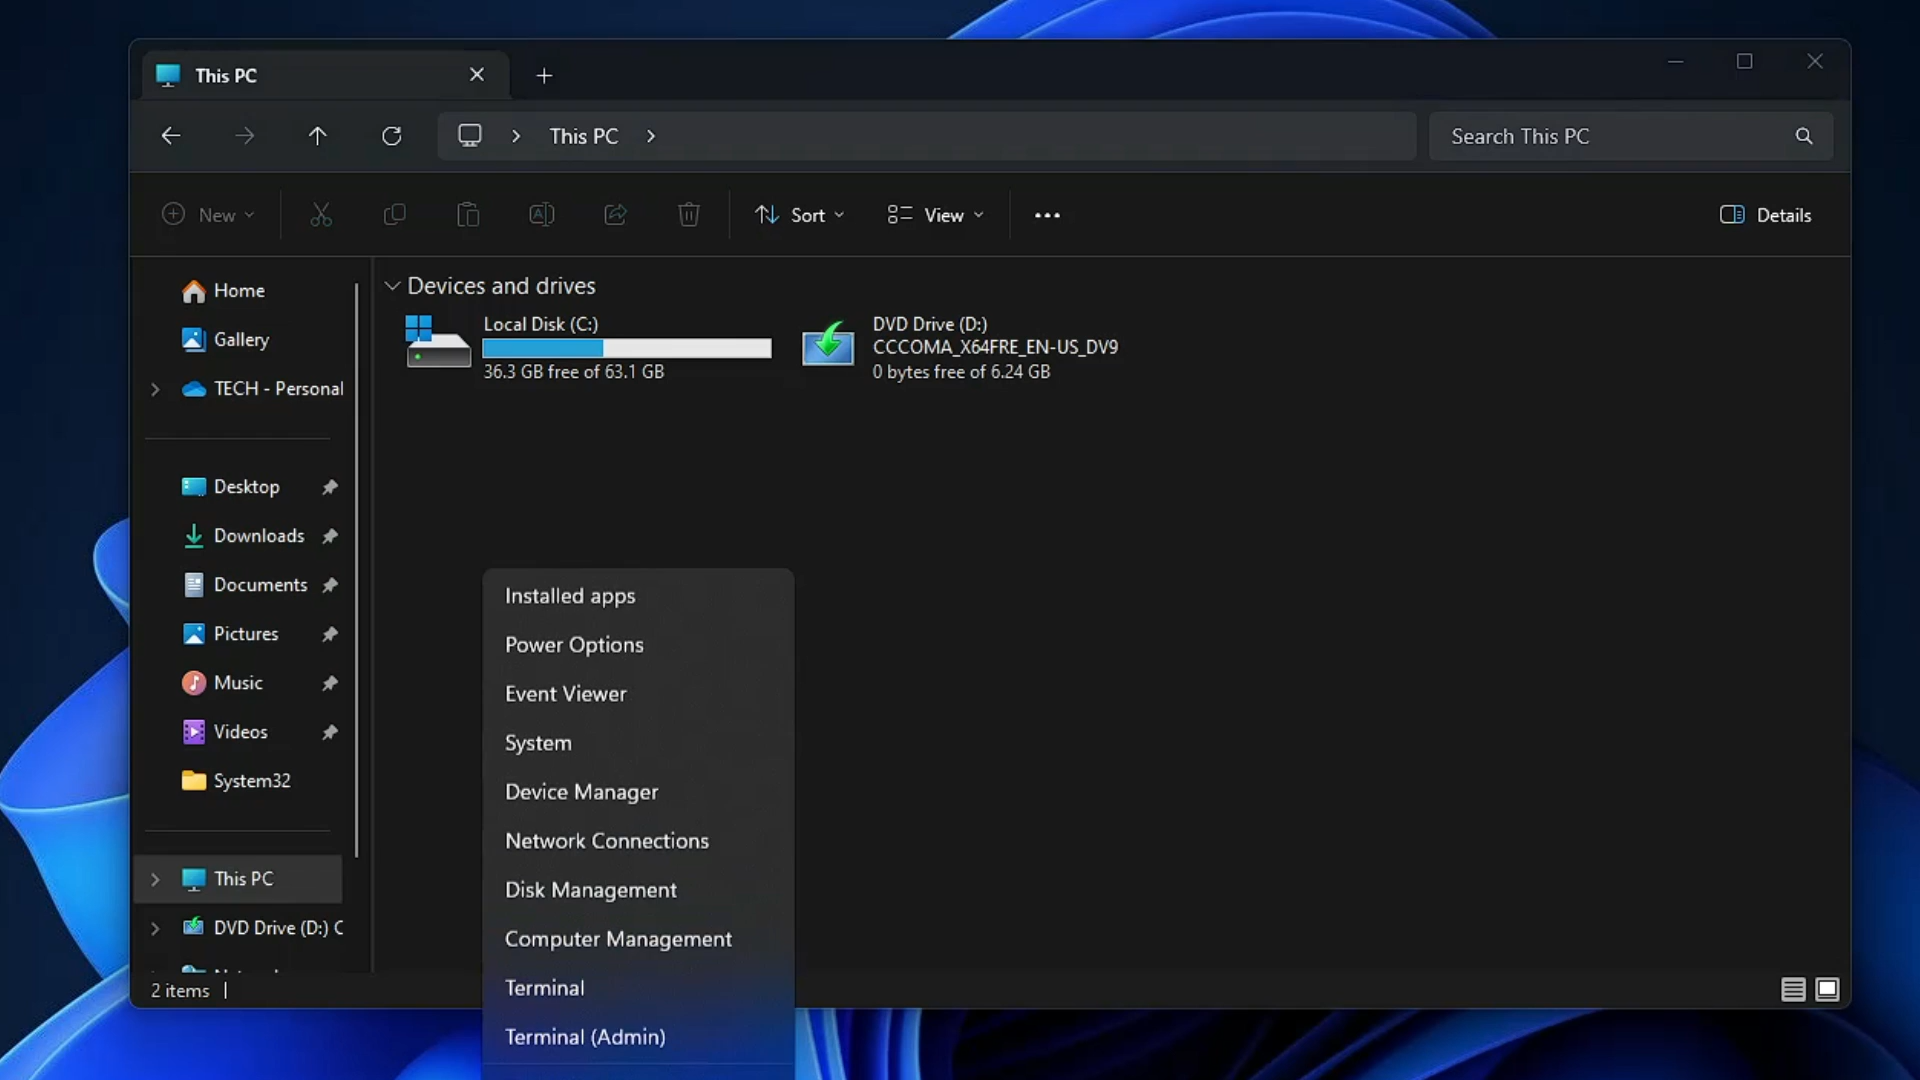 This PC
This PC
Search This PC
New
Sort
View
Details
Home
Gallery
TECH - Personal
Desktop
Downloads
Documents
Pictures
Music
Videos
System32
This PC
DVD Drive (D:) C
2 items
Devices and drives
Local Disk (C:)
36.3 GB free of 63.1 GB
DVD Drive (D:)
CCCOMA_X64FRE_EN-US_DV9
0 bytes free of 6.24 GB
Installed apps
Power Options
Event Viewer
System
Device Manager
Network Connections
Disk Management
Computer Management
Terminal
Terminal (Admin)